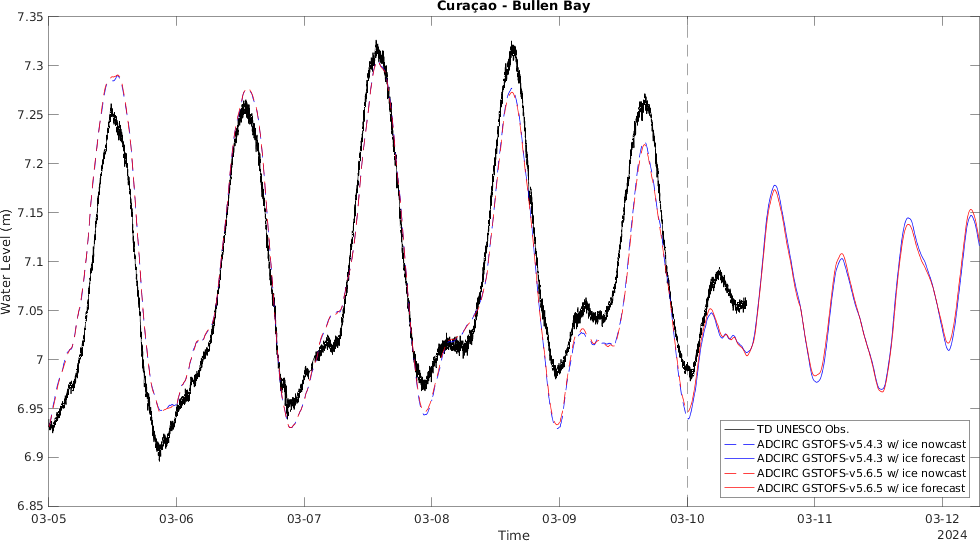 Curaçao - Bullen Bay
7.35
7.3
7.25
7.2
7.15
7.1
7.05
7
6.95
6.9
6.85
Water Level (m)
03-05
03-06
03-07
03-08
03-09
03-10
03-11
03-12
Time
2024
TD UNESCO Obs.
ADCIRC GSTOFS-v5.4.3 w/ ice nowcast
ADCIRC GSTOFS-v5.4.3 w/ ice forecast
ADCIRC GSTOFS-v5.6.5 w/ ice nowcast
ADCIRC GSTOFS-v5.6.5 w/ ice forecast